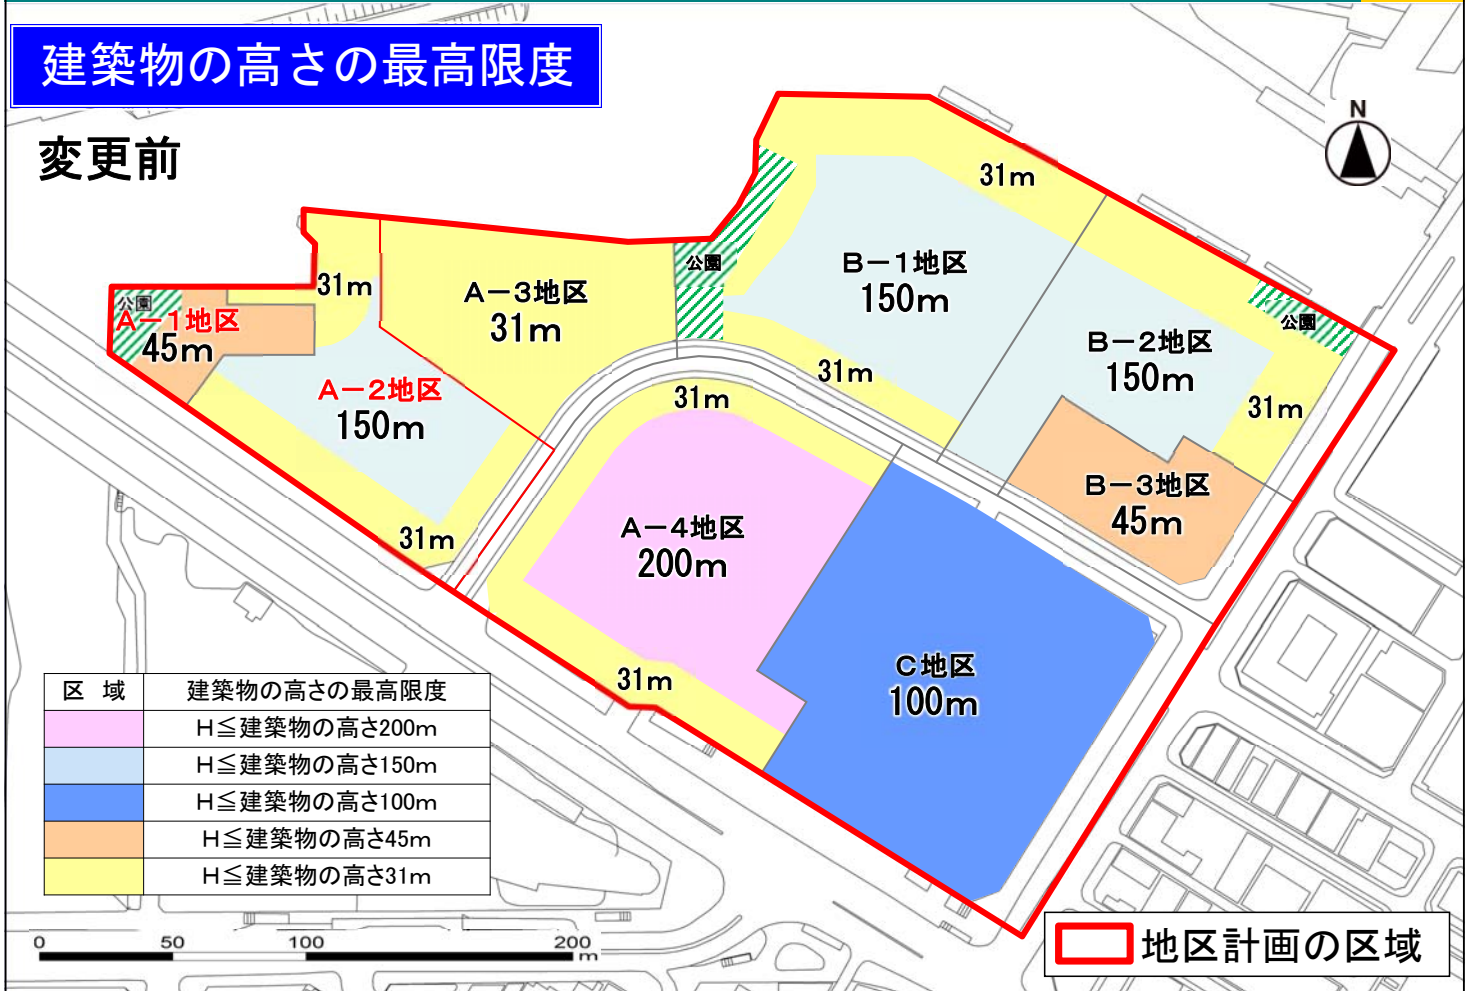 建築物の高さの最高限度
変更前
N
31m
公園
B－1地区
150m
31m
A－3地区
31m
公園
A－1地区
45m
公園
B－2地区
150m
31m
31m
A－2地区
150m
31m
B－3地区
45m
A－4地区
200m
31m
C地区
100m
31m
区 域 建築物の高さの最高限度
H≦建築物の高さ200m
H≦建築物の高さ150m
H≦建築物の高さ100m
H≦建築物の高さ45m
H≦建築物の高さ31m
0 50 100 200
m
地区計画の区域